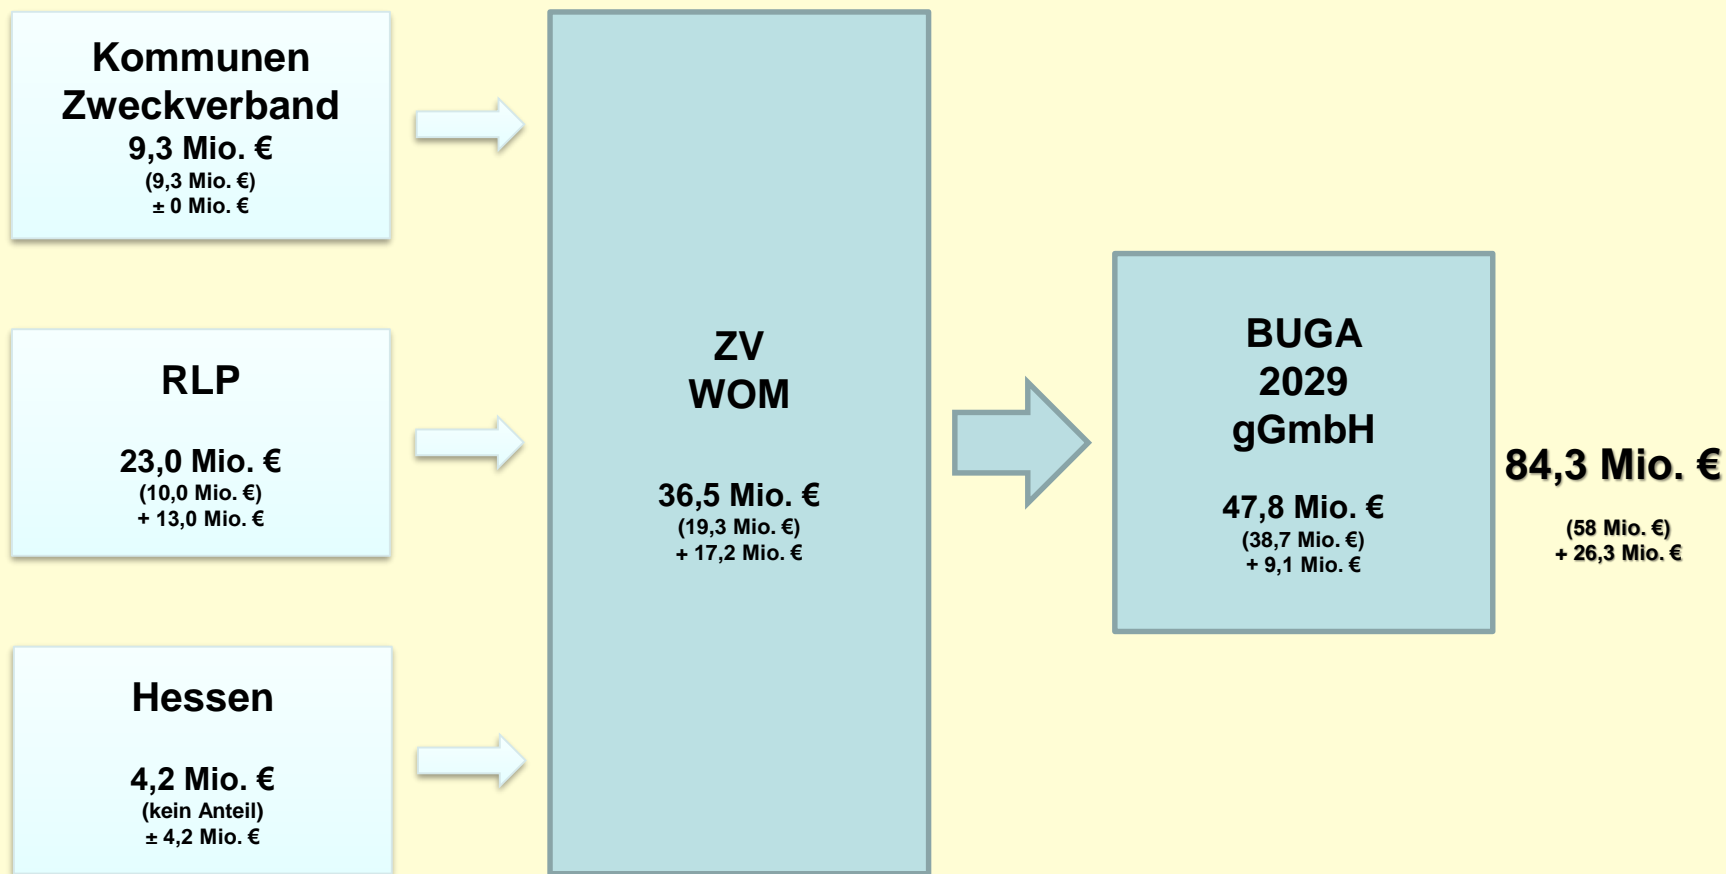 Kommunen
Zweckverband
9,3 Mio. €
(9,3 Mio. €)
± 0 Mio. €
RLP
23,0 Mio. €
(10,0 Mio. €)
+ 13,0 Mio. €
Hessen
4,2 Mio. €
(kein Anteil)
± 4,2 Mio. €
ZV
WOM
36,5 Mio. €
(19,3 Mio. €)
+ 17,2 Mio. €
BUGA
2029
gGmbH
47,8 Mio. €
(38,7 Mio. €)
+ 9,1 Mio. €
84,3 Mio. €
(58 Mio. €)
+ 26,3 Mio. €